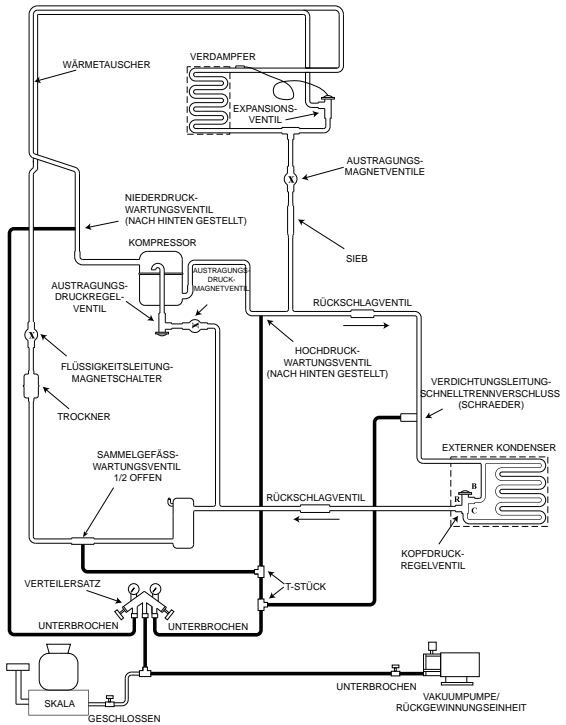 VERDAMPFER
WÄRMETAUSCHER
EXPANSIONS-
VENTIL
AUSTRAGUNGS-
MAGNETVENTILE
X
NIEDERDRUCK-
WARTUNGSVENTIL
(NACH HINTEN GESTELLT)
KOMPRESSOR
SIEB
AUSTRAGUNGS-
DRUCK-
MAGNETVENTIL
AUSTRAGUNGS-
DRUCKREGEL-
VENTIL
RÜCKSCHLAGVENTIL
X
X
FLÜSSIGKEITSLEITUNG-
MAGNETSCHALTER
HOCHDRUCK-
WARTUNGSVENTIL
(NACH HINTEN GESTELLT)
VERDICHTUNGSLEITUNG-
SCHNELLTRENNVERSCHLUSS
(SCHRAEDER)
TROCKNER
SAMMELGEFÄSS-
WARTUNGSVENTIL
1/2 OFFEN
EXTERNER KONDENSER
B
R
C
RÜCKSCHLAGVENTIL
KOPFDRUCK-
REGELVENTIL
VERTEILERSATZ
T-STÜCK
UNTERBROCHEN
UNTERBROCHEN
UNTERBROCHEN
SKALA
GESCHLOSSEN
VAKUUMPUMPE/
RÜCKGEWINNUNGSEINHEIT